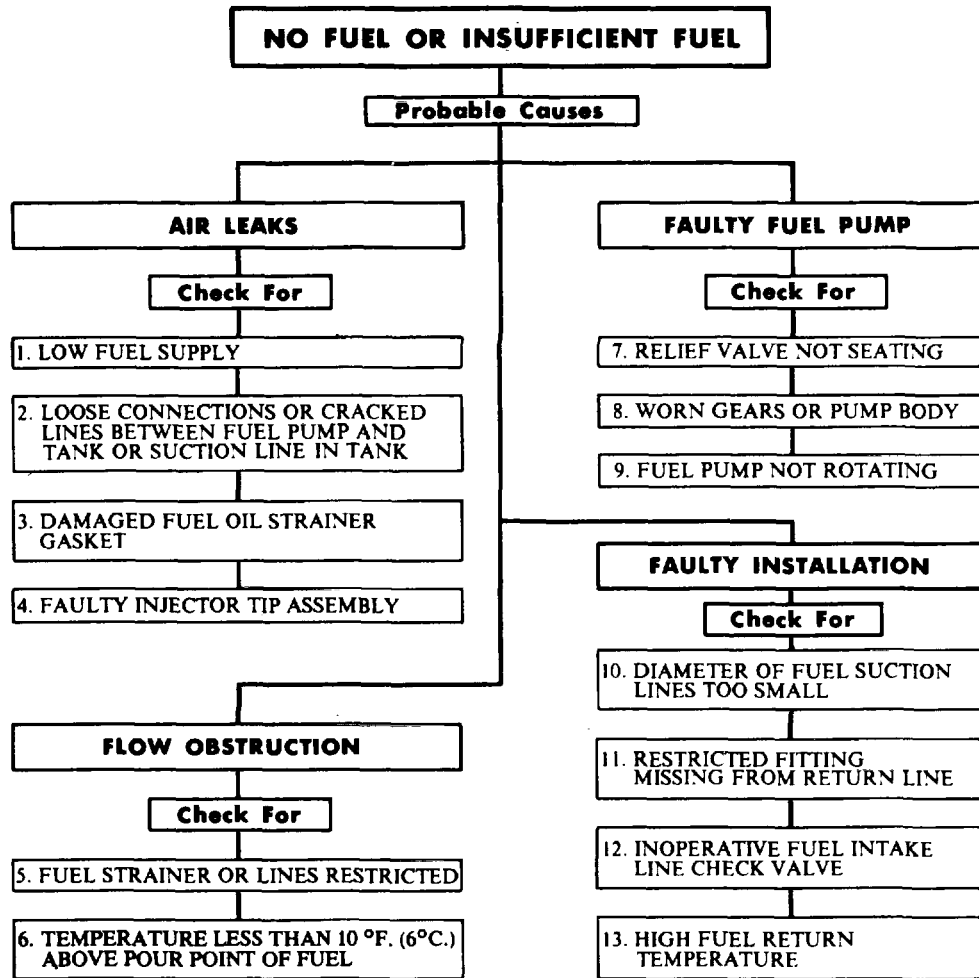 NO FUEL OR INSUFFICIENT FUEL
Probable Causes
AIR LEAKS
Check For
1. LOW FUEL SUPPLY
2. LOOSE CONNECTIONS OR CRACKED
LINES BETWEEN FUEL PUMP AND
TANK OR SUCTION LINE IN TANK
3. DAMAGED FUEL OIL STRAINER
GASKET
4. FAULTY INJECTOR TIP ASSEMBLY
FLOW OBSTRUCTION
Check For
5. FUEL STRAINER OR LINES RESTRICTED
6. TEMPERATURE LESS THAN 10 °F. (6°C.)
ABOVE POUR POINT OF FUEL
FAULTY FUEL PUMP
Check For
7. RELIEF VALVE NOT SEATING
8. WORN GEARS OR PUMP BODY
9. FUEL PUMP NOT ROTATING
FAULTY INSTALLATION
Check For
10. DIAMETER OF FUEL SUCTION
LINES TOO SMALL
11. RESTRICTED FITTING
MISSING FROM RETURN LINE
12. INOPERATIVE FUEL INTAKE
LINE CHECK VALVE
13. HIGH FUEL RETURN
TEMPERATURE